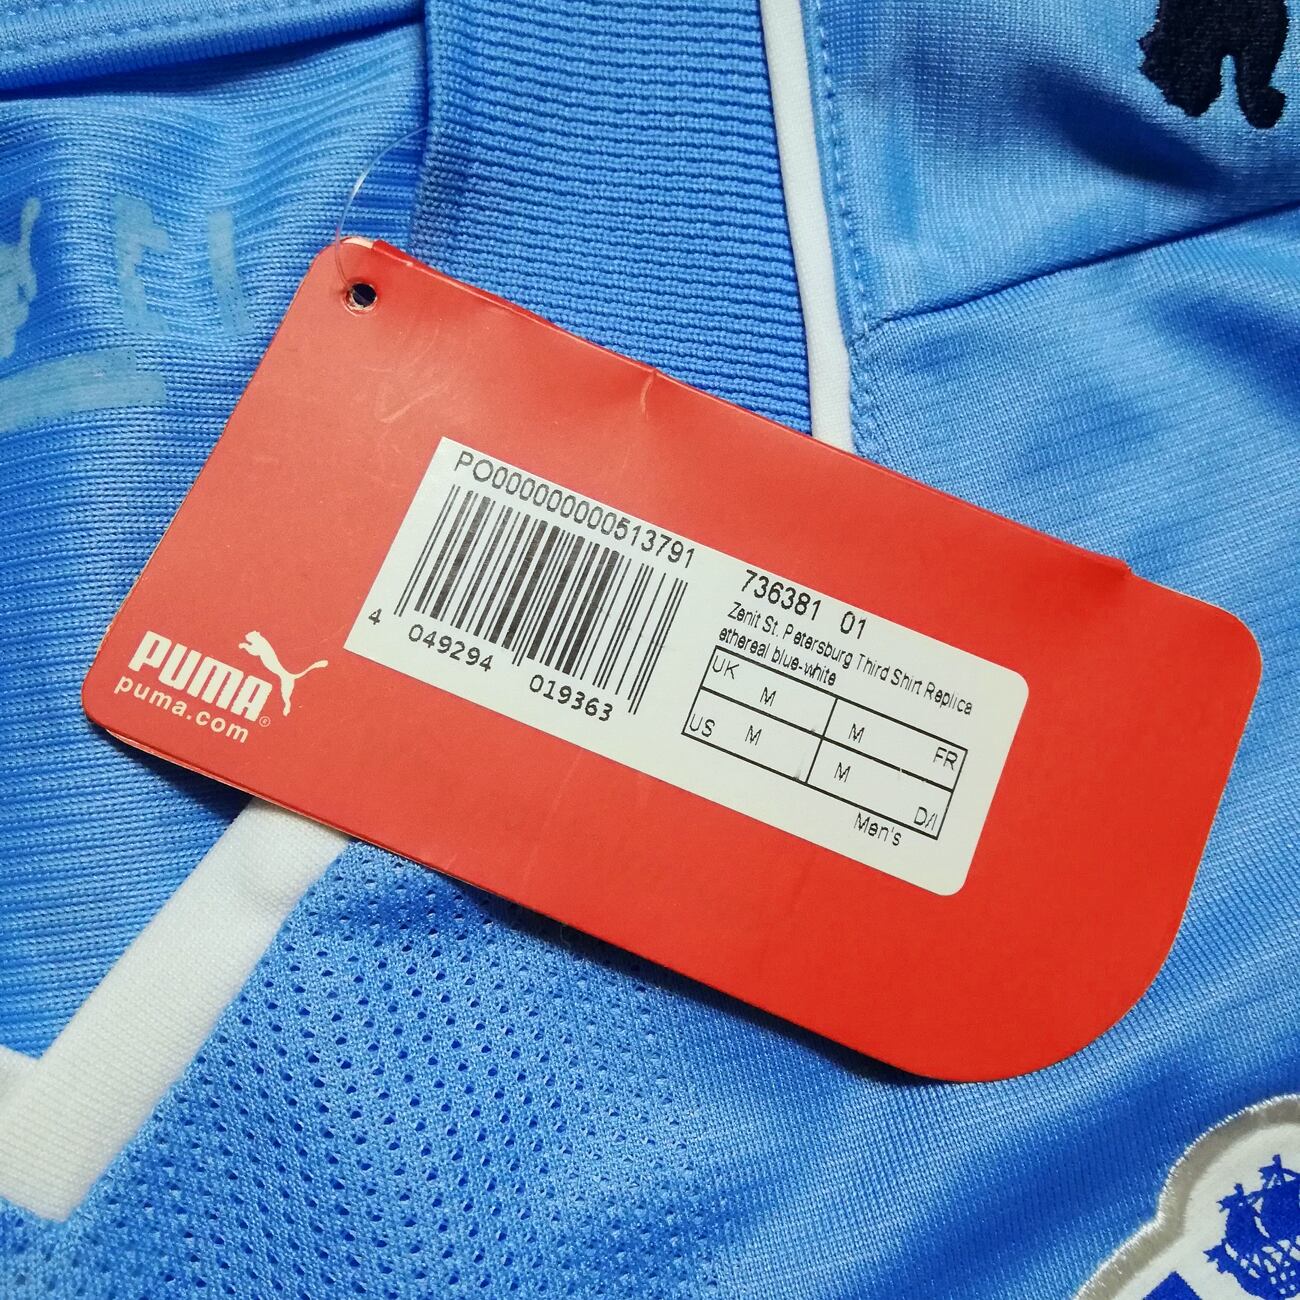 PO000000000513791
4 049294 019363
736381 01
Zenit St. Petersburg Third Shirt Replica
ethereal blue-white
UK M M FR
US M M D/I
Men's
PUMA®
puma.com